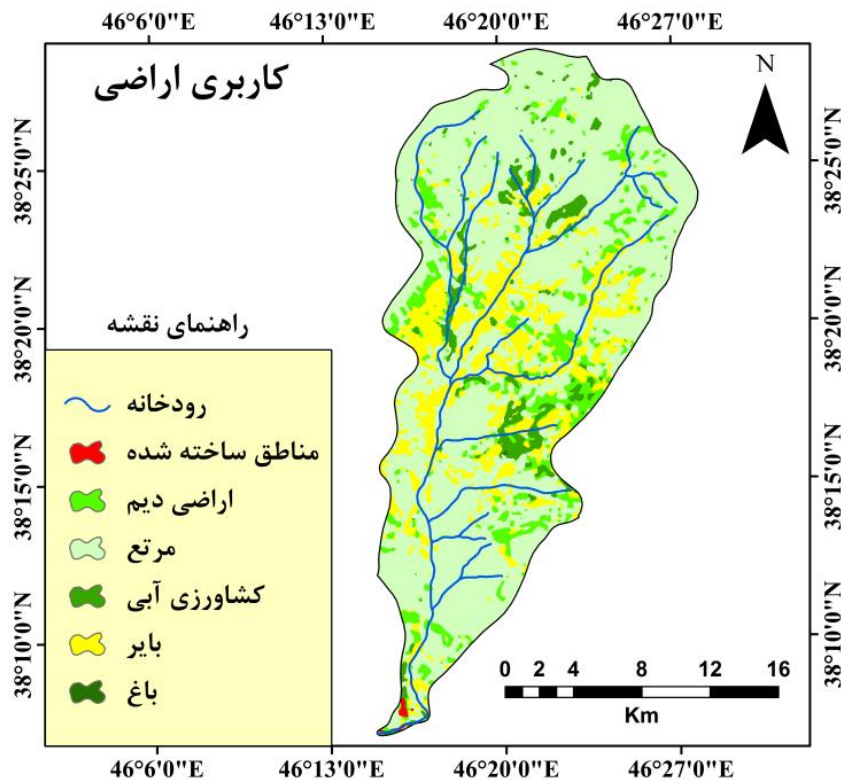 46°6'0"E 46°13'0"E 46°20'0"E 46°27'0"E
کاربری اراضی
N
38°25'0"N 38°25'0"N
38°20'0"N 38°20'0"N
38°15'0"N 38°15'0"N
38°10'0"N 38°10'0"N
راهنمای نقشه
رودخانه
مناطق ساخته شده
اراضی دیم
مرتع
کشاورزی آبی
بایر
باغ
0 2 4 8 12 16
Km
46°6'0"E 46°13'0"E 46°20'0"E 46°27'0"E